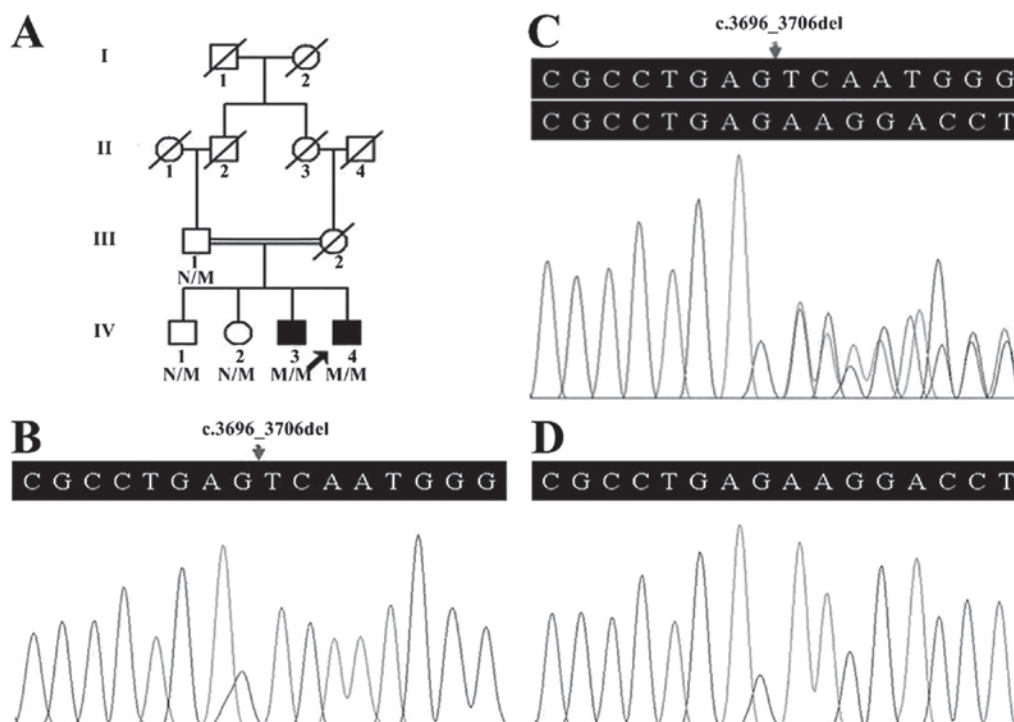 A
I
1 2
II
1 2 3 4
III
1 2
N/M
IV
1 2 3 4
N/M N/M M/M M/M
B
c.3696_3706del
C G C C T G A G T C A A T G G G
C
c.3696_3706del
C G C C T G A G T C A A T G G G
C G C C T G A G A A G G A C C T
D
C G C C T G A G A A G G A C C T